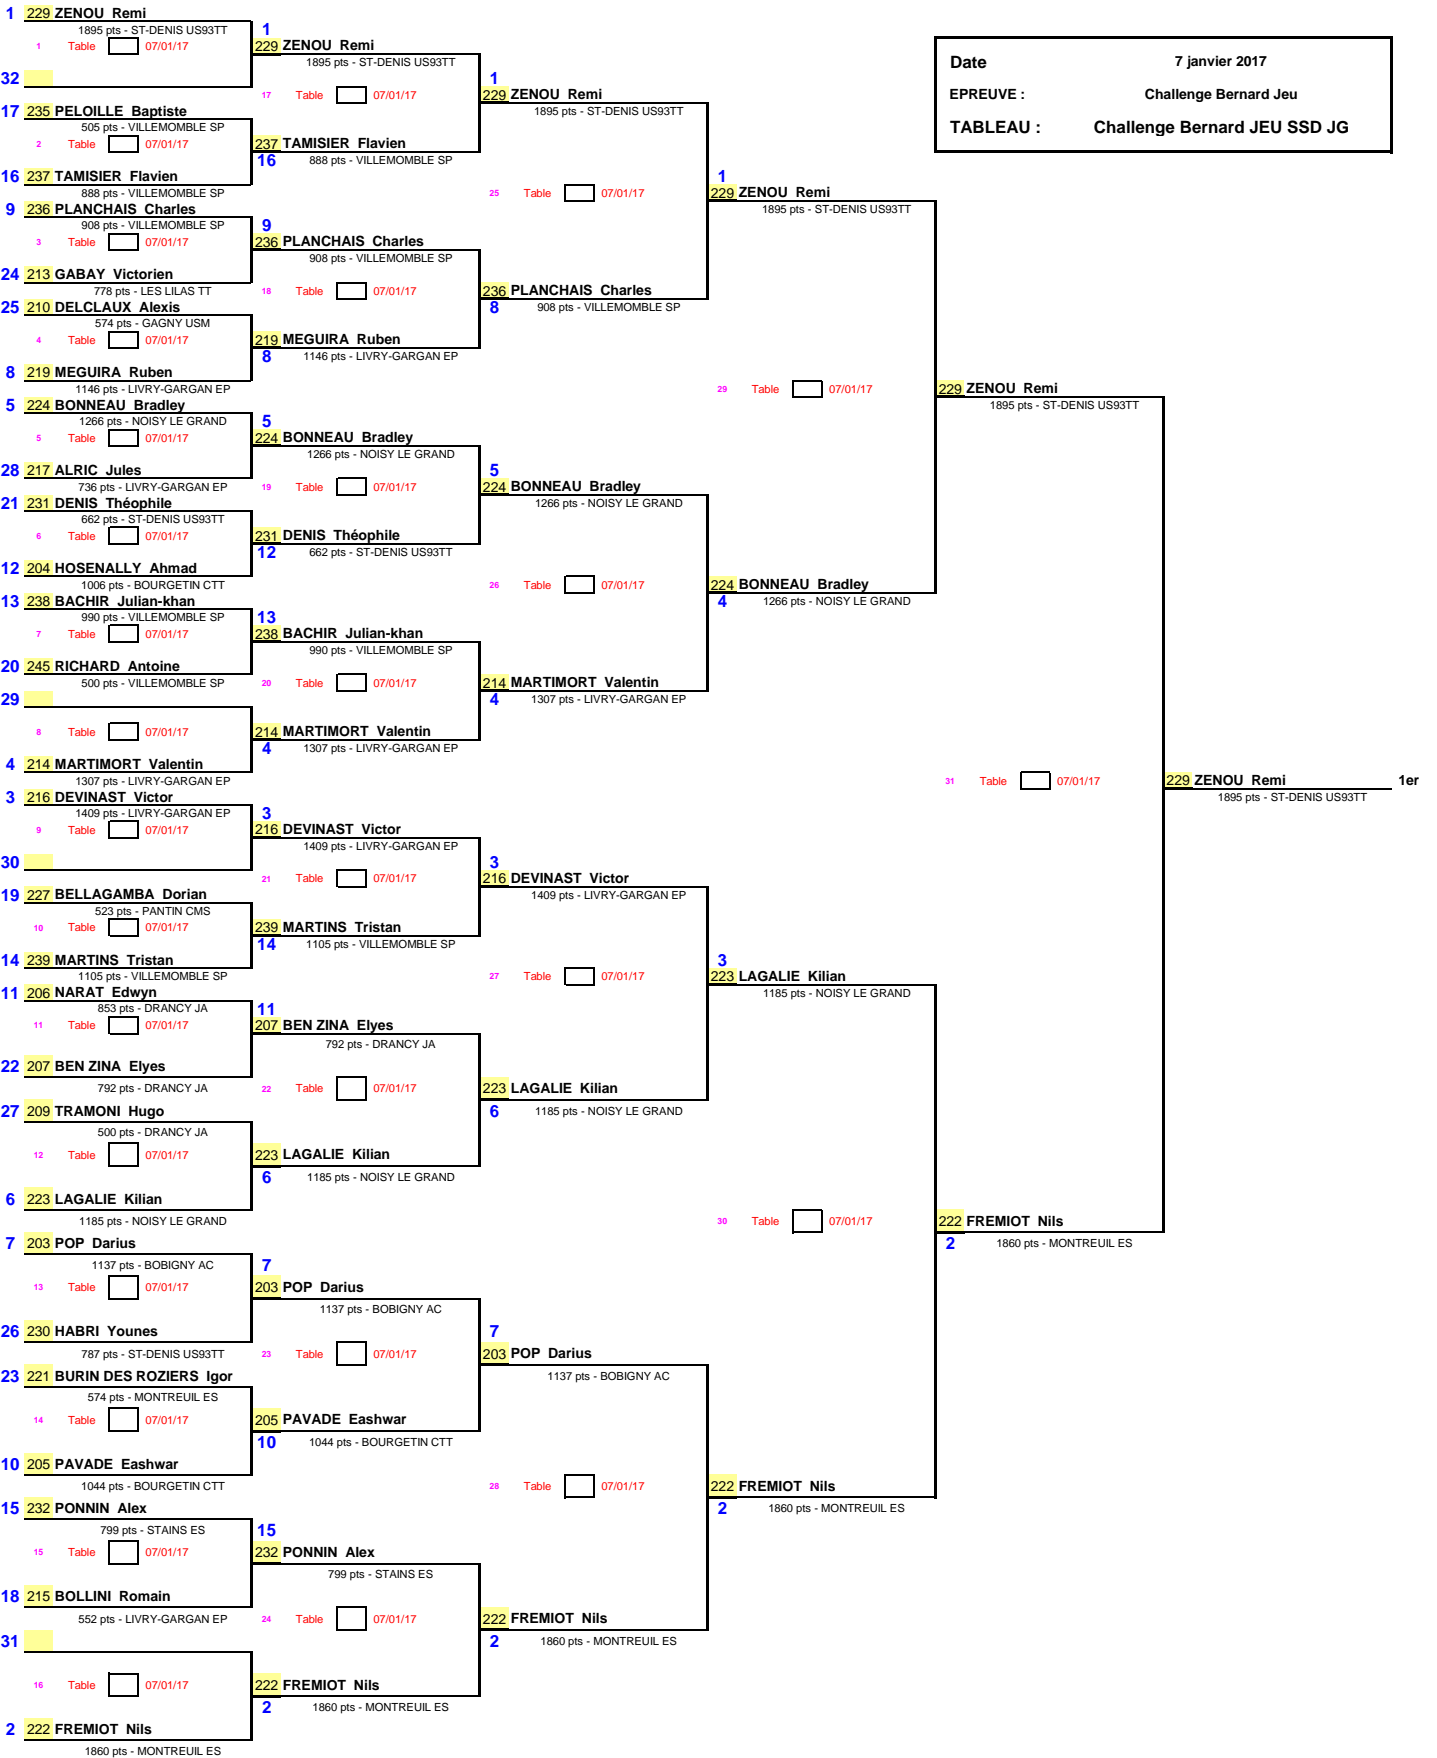 Date 7 janvier 2017
EPREUVE : Challenge Bernard Jeu
TABLEAU : Challenge Bernard JEU SSD JG
1 229 ZENOU Remi
1895 pts - ST-DENIS US93TT
1 Table 07/01/17
32
17 235 PELOILLE Baptiste
505 pts - VILLEMOMBLE SP
2 Table 07/01/17
16 237 TAMISIER Flavien
888 pts - VILLEMOMBLE SP
9 236 PLANCHAIS Charles
908 pts - VILLEMOMBLE SP
3 Table 07/01/17
24 213 GABAY Victorien
778 pts - LES LILAS TT
25 210 DELCLAUX Alexis
574 pts - GAGNY USM
4 Table 07/01/17
8 219 MEGUIRA Ruben
1146 pts - LIVRY-GARGAN EP
5 224 BONNEAU Bradley
1266 pts - NOISY LE GRAND
5 Table 07/01/17
28 217 ALRIC Jules
736 pts - LIVRY-GARGAN EP
21 231 DENIS Théophile
662 pts - ST-DENIS US93TT
6 Table 07/01/17
12 204 HOSENALLY Ahmad
1006 pts - BOURGETIN CTT
13 238 BACHIR Julian-khan
990 pts - VILLEMOMBLE SP
7 Table 07/01/17
20 245 RICHARD Antoine
500 pts - VILLEMOMBLE SP
29
8 Table 07/01/17
4 214 MARTIMORT Valentin
1307 pts - LIVRY-GARGAN EP
3 216 DEVINAST Victor
1409 pts - LIVRY-GARGAN EP
9 Table 07/01/17
30
19 227 BELLAGAMBA Dorian
523 pts - PANTIN CMS
10 Table 07/01/17
14 239 MARTINS Tristan
1105 pts - VILLEMOMBLE SP
11 206 NARAT Edwyn
853 pts - DRANCY JA
11 Table 07/01/17
22 207 BEN ZINA Elyes
792 pts - DRANCY JA
27 209 TRAMONI Hugo
500 pts - DRANCY JA
12 Table 07/01/17
6 223 LAGALIE Kilian
1185 pts - NOISY LE GRAND
7 203 POP Darius
1137 pts - BOBIGNY AC
13 Table 07/01/17
26 230 HABRI Younes
787 pts - ST-DENIS US93TT
23 221 BURIN DES ROZIERS Igor
574 pts - MONTREUIL ES
14 Table 07/01/17
10 205 PAVADE Eashwar
1044 pts - BOURGETIN CTT
15 232 PONNIN Alex
799 pts - STAINS ES
15 Table 07/01/17
18 215 BOLLINI Romain
552 pts - LIVRY-GARGAN EP
31
16 Table 07/01/17
2 222 FREMIOT Nils
1860 pts - MONTREUIL ES
1
229 ZENOU Remi
1895 pts - ST-DENIS US93TT
17 Table 07/01/17
237 TAMISIER Flavien
16 888 pts - VILLEMOMBLE SP
9
236 PLANCHAIS Charles
908 pts - VILLEMOMBLE SP
18 Table 07/01/17
219 MEGUIRA Ruben
8 1146 pts - LIVRY-GARGAN EP
5
224 BONNEAU Bradley
1266 pts - NOISY LE GRAND
19 Table 07/01/17
231 DENIS Théophile
12 662 pts - ST-DENIS US93TT
13
238 BACHIR Julian-khan
990 pts - VILLEMOMBLE SP
20 Table 07/01/17
214 MARTIMORT Valentin
4 1307 pts - LIVRY-GARGAN EP
3
216 DEVINAST Victor
1409 pts - LIVRY-GARGAN EP
21 Table 07/01/17
239 MARTINS Tristan
14 1105 pts - VILLEMOMBLE SP
11
207 BEN ZINA Elyes
792 pts - DRANCY JA
22 Table 07/01/17
223 LAGALIE Kilian
6 1185 pts - NOISY LE GRAND
7
203 POP Darius
1137 pts - BOBIGNY AC
23 Table 07/01/17
205 PAVADE Eashwar
10 1044 pts - BOURGETIN CTT
15
232 PONNIN Alex
799 pts - STAINS ES
24 Table 07/01/17
222 FREMIOT Nils
2 1860 pts - MONTREUIL ES
1
229 ZENOU Remi
1895 pts - ST-DENIS US93TT
25 Table 07/01/17
236 PLANCHAIS Charles
8 908 pts - VILLEMOMBLE SP
5
224 BONNEAU Bradley
1266 pts - NOISY LE GRAND
26 Table 07/01/17
214 MARTIMORT Valentin
4 1307 pts - LIVRY-GARGAN EP
3
216 DEVINAST Victor
1409 pts - LIVRY-GARGAN EP
27 Table 07/01/17
223 LAGALIE Kilian
6 1185 pts - NOISY LE GRAND
7
203 POP Darius
1137 pts - BOBIGNY AC
28 Table 07/01/17
222 FREMIOT Nils
2 1860 pts - MONTREUIL ES
1
229 ZENOU Remi
1895 pts - ST-DENIS US93TT
29 Table 07/01/17
224 BONNEAU Bradley
4 1266 pts - NOISY LE GRAND
3
223 LAGALIE Kilian
1185 pts - NOISY LE GRAND
30 Table 07/01/17
222 FREMIOT Nils
2 1860 pts - MONTREUIL ES
229 ZENOU Remi
1895 pts - ST-DENIS US93TT
31 Table 07/01/17
222 FREMIOT Nils
2 1860 pts - MONTREUIL ES
229 ZENOU Remi 1er
1895 pts - ST-DENIS US93TT